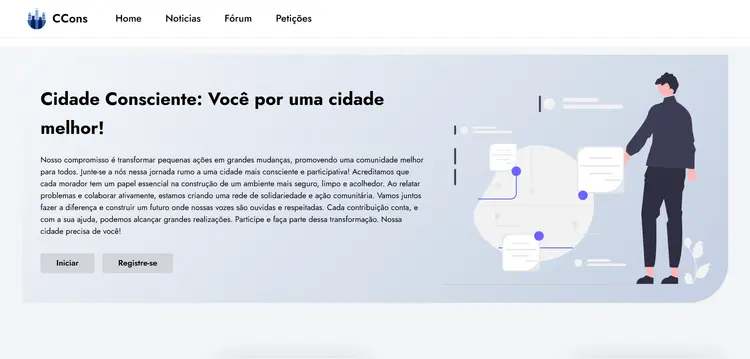 CCons
Home
Noticias
Fórum
Petições
Cidade Consciente: Você por uma cidade
melhor!
Nosso compromisso é transformar pequenas ações em grandes mudanças, promovendo uma comunidade melhor
para todos. Junte-se a nós nessa jornada rumo a uma cidade mais consciente e participativa! Acreditamos que
cada morador tem um papel essencial na construção de um ambiente mais seguro, limpo e acolhedor. Ao relatar
problemas e colaborar ativamente, estamos criando uma rede de solidariedade e ação comunitária. Vamos juntos
fazer a diferença e construir um futuro onde nossas vozes são ouvidas e respeitadas. Cada contribuição conta, e
com a sua ajuda, podemos alcançar grandes realizações. Participe e faça parte dessa transformação. Nossa
cidade precisa de você!
Iniciar
Registre-se